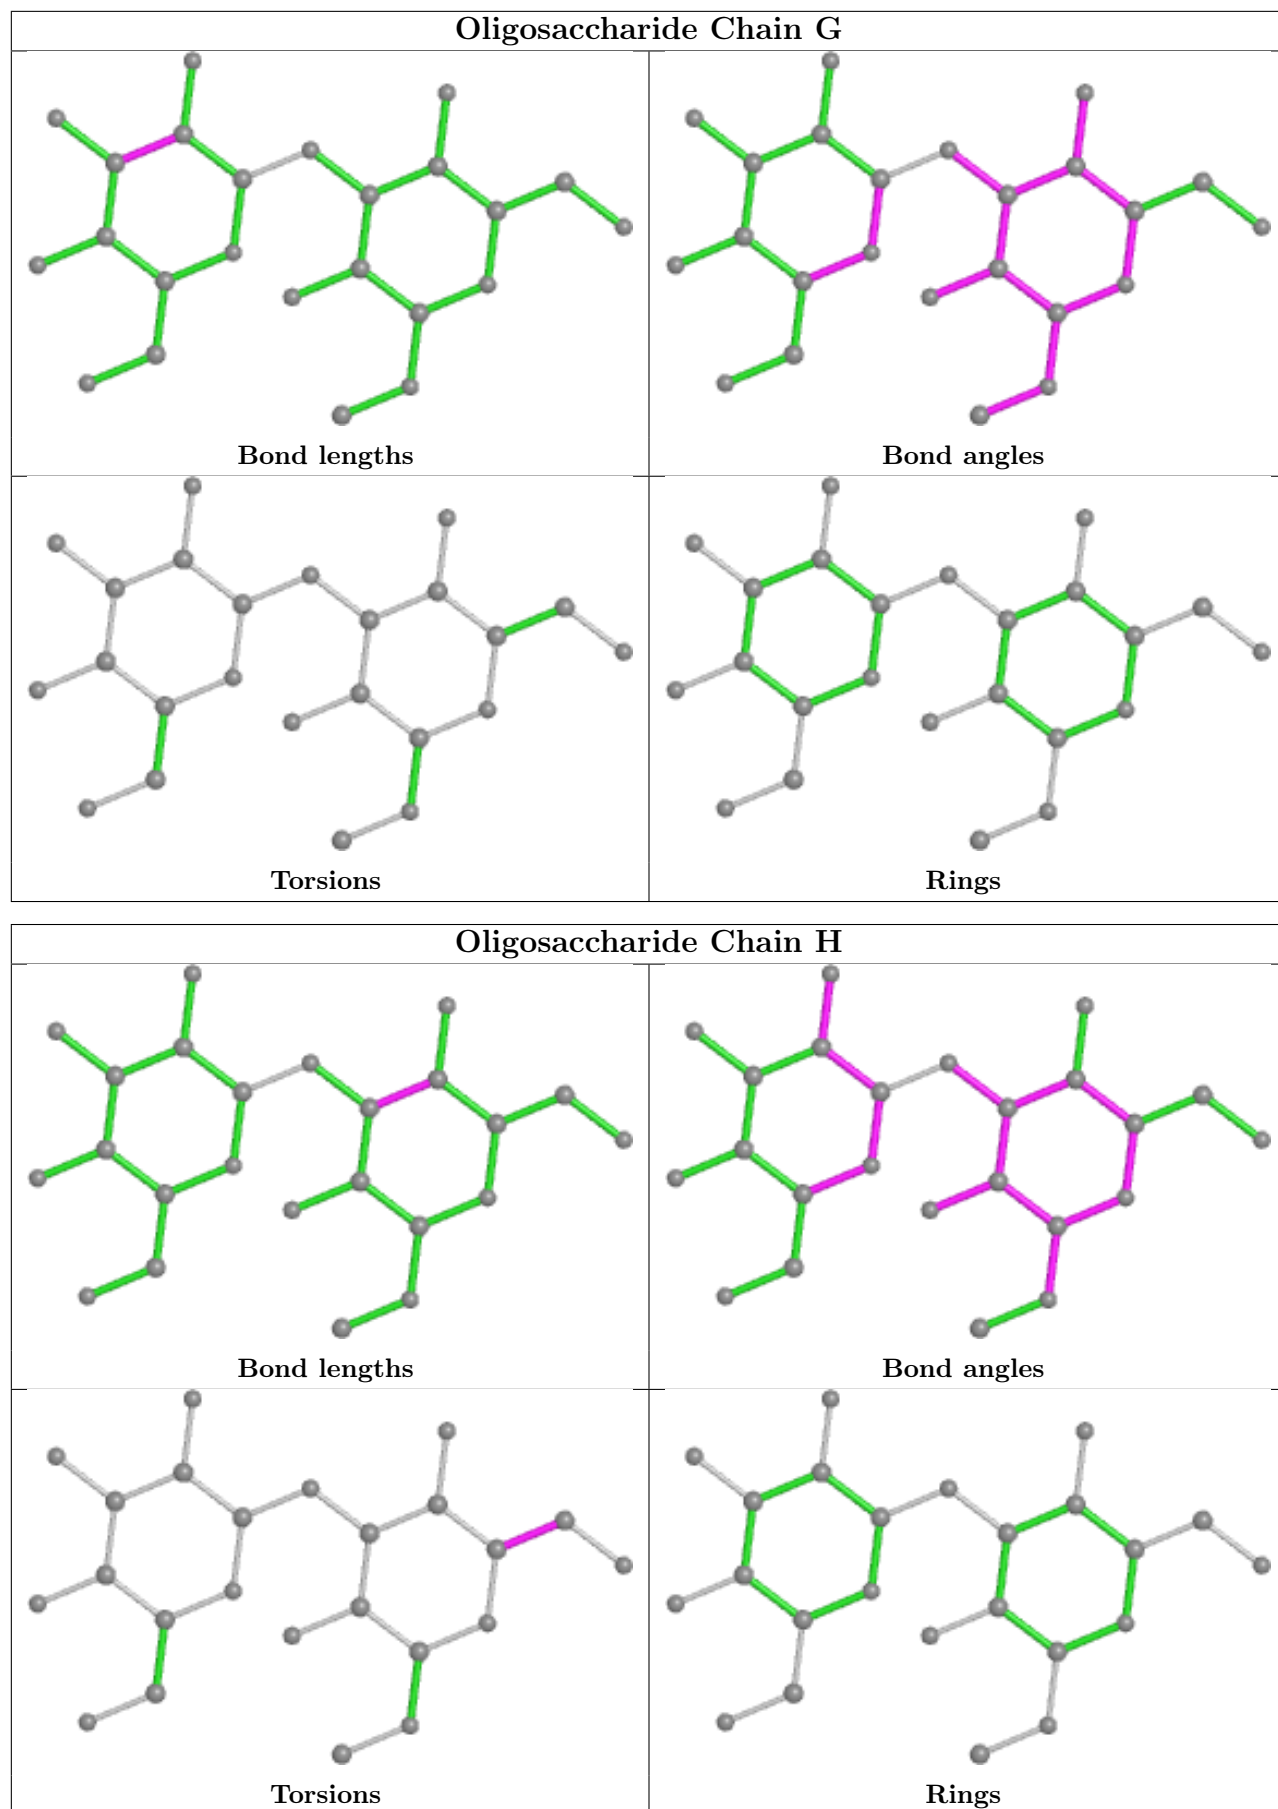 Oligosaccharide Chain G
Bond lengths
Bond angles
Torsions
Rings
Oligosaccharide Chain H
Bond lengths
Bond angles
Torsions
Rings